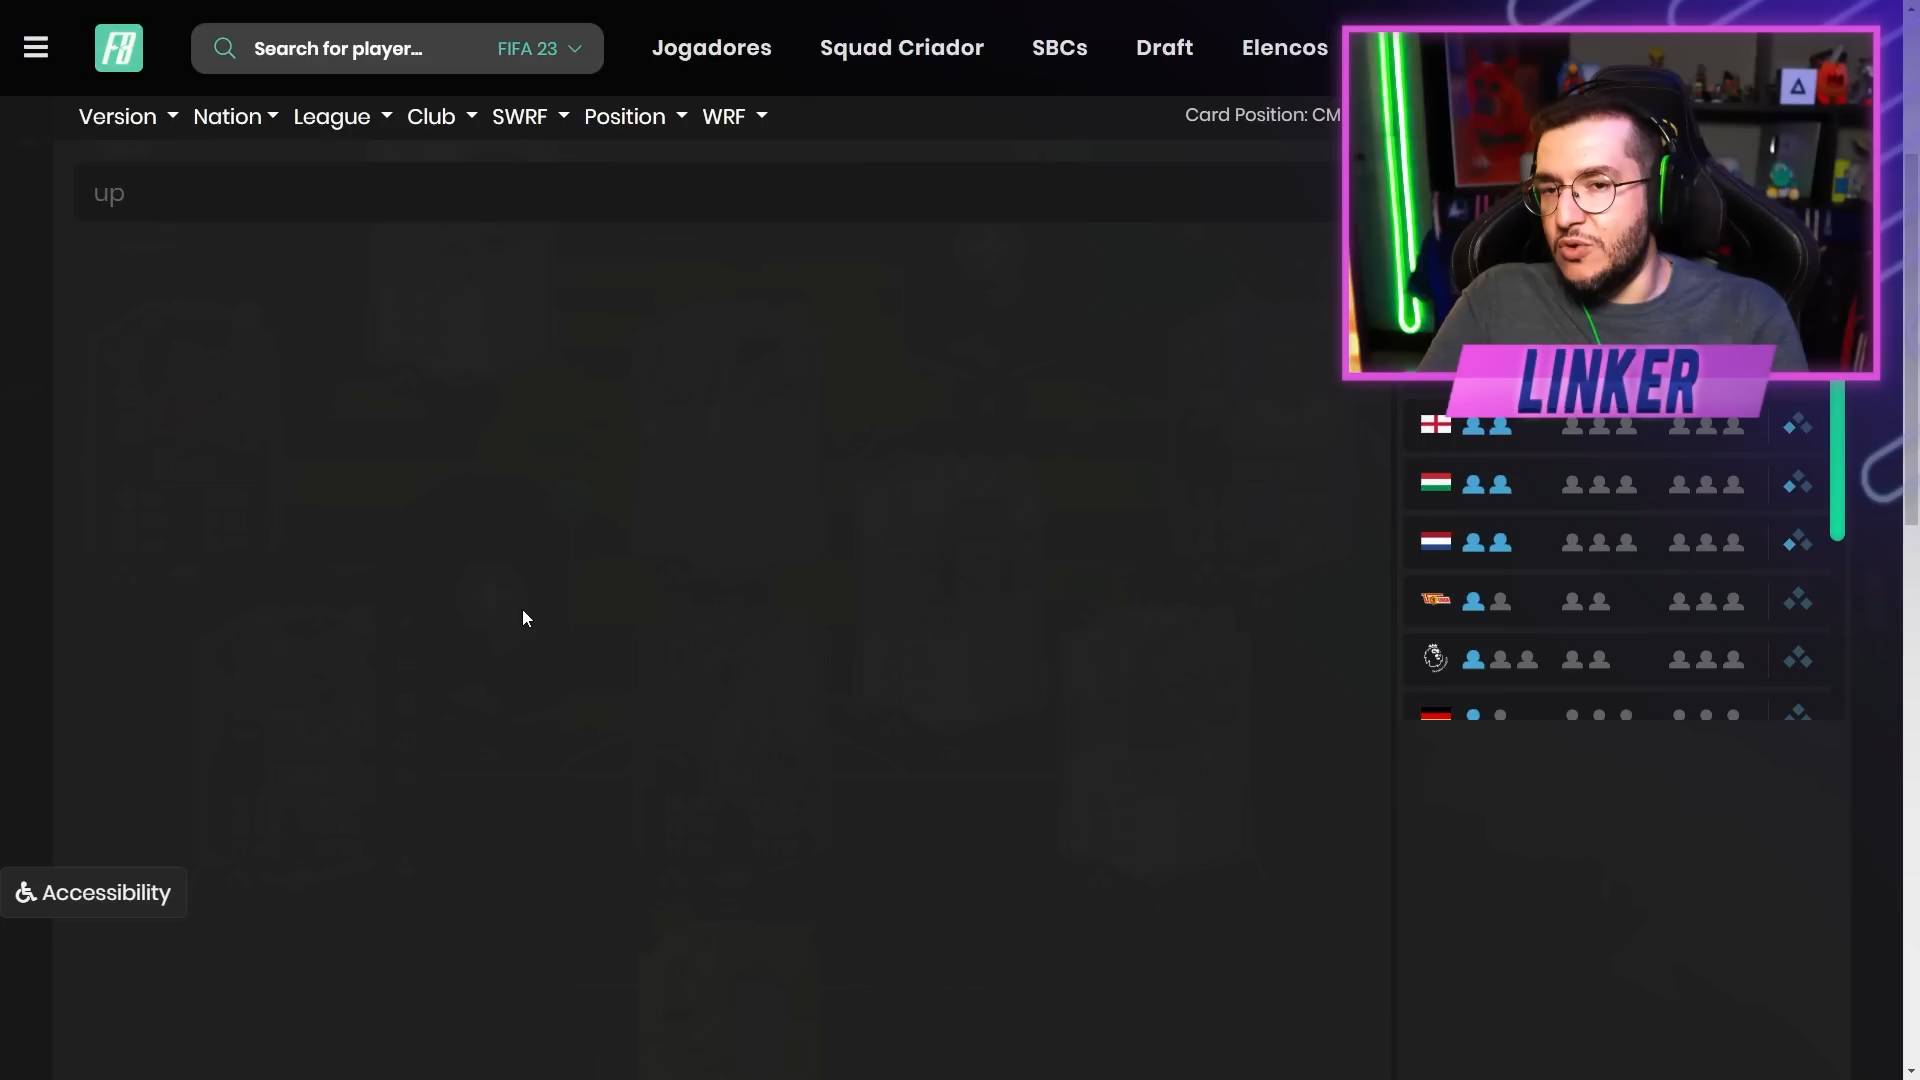 Search for player...
FIFA 23
Jogadores
Squad Criador
SBCs
Draft
Elencos
Version
Nation
League
Club
SWRF
Position
WRF
Card Position: CM
up
LINKER
Accessibility